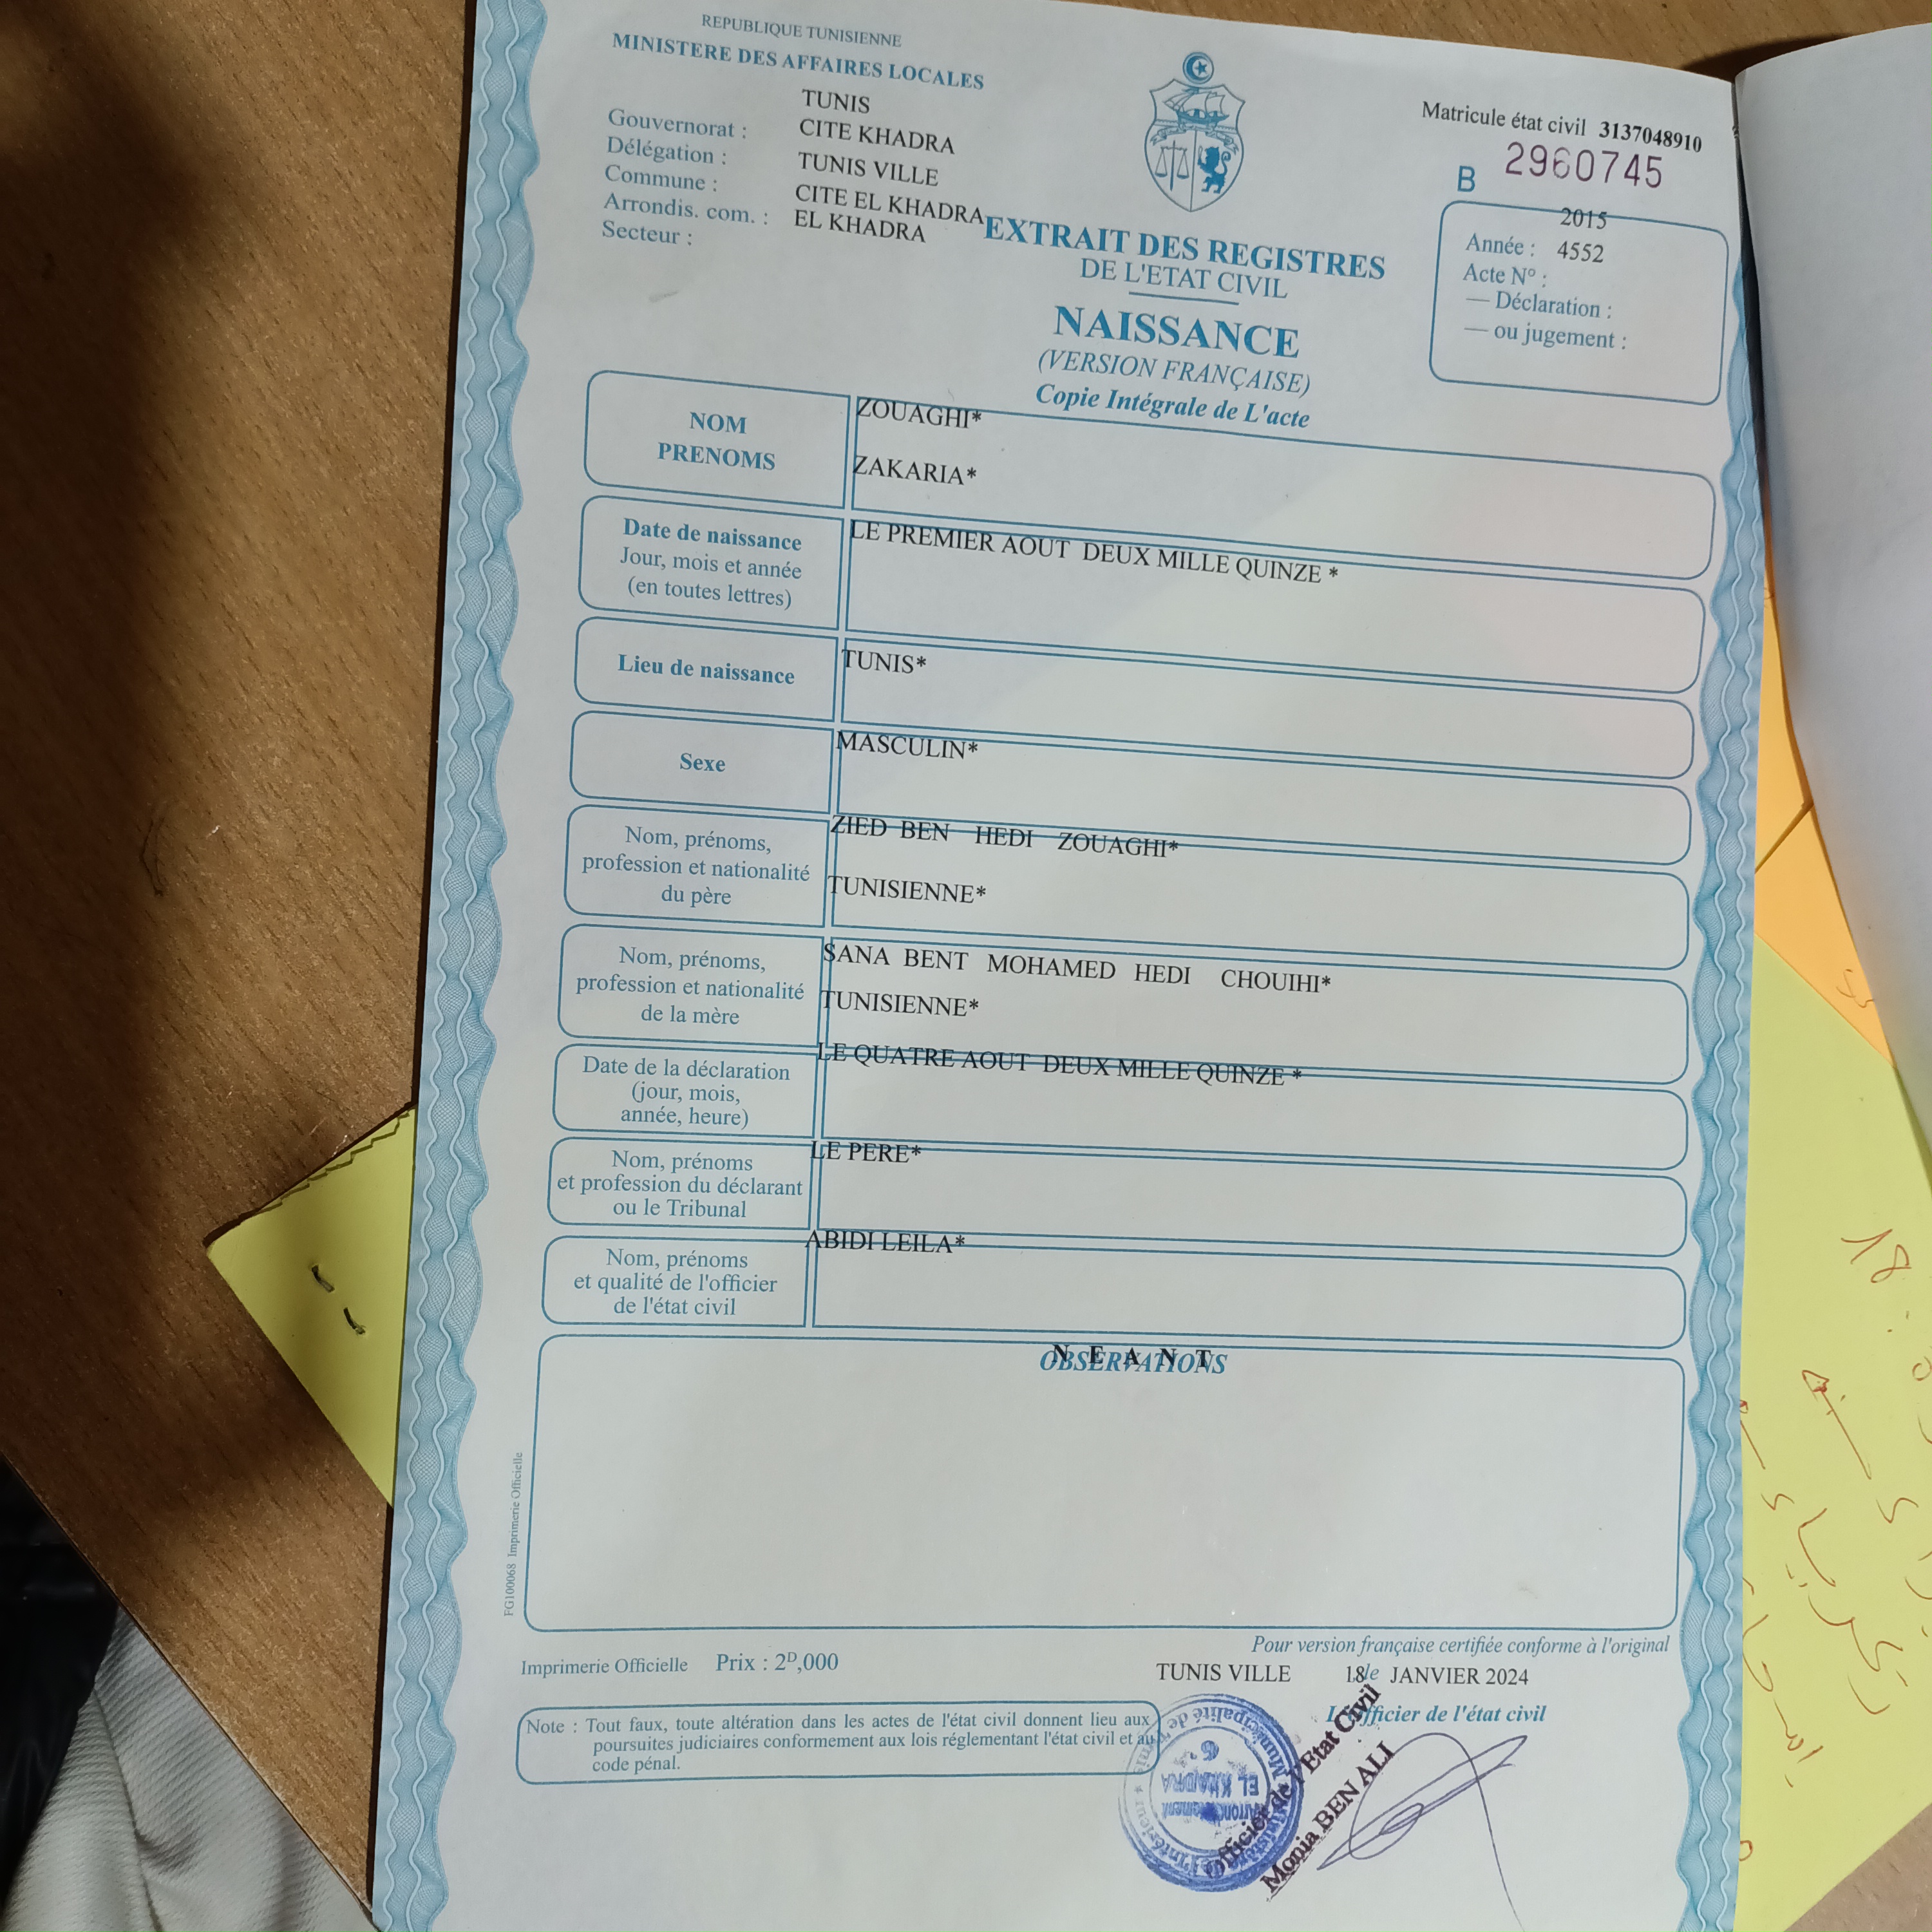 REPUBLIQUE TUNISIENNE
MINISTERE DES AFFAIRES LOCALES
TUNIS
Gouvernorat : CITE KHADRA
Délégation : TUNIS VILLE
Commune : CITE EL KHADRA
Arrondis. com. : EL KHADRA
Secteur :
Matricule état civil 3137048910
B 2960745
2015
Année : 4552
Acte Nº :
— Déclaration :
— ou jugement :
EXTRAIT DES REGISTRES
DE L'ETAT CIVIL
NAISSANCE
(VERSION FRANÇAISE)
Copie Intégrale de L'acte
NOM
PRENOMS
ZOUAGHI*
ZAKARIA*
Date de naissance
Jour, mois et année
(en toutes lettres)
LE PREMIER AOUT DEUX MILLE QUINZE *
Lieu de naissance
TUNIS*
Sexe
MASCULIN*
Nom, prénoms,
profession et nationalité
du père
ZIED BEN HEDI ZOUAGHI*
TUNISIENNE*
Nom, prénoms,
profession et nationalité
de la mère
SANA BENT MOHAMED HEDI CHOUIHI*
TUNISIENNE*
Date de la déclaration
(jour, mois,
année, heure)
LE QUATRE AOUT DEUX MILLE QUINZE *
Nom, prénoms
et profession du déclarant
ou le Tribunal
LE PERE*
Nom, prénoms
et qualité de l'officier
de l'état civil
ABIDI LEILA*
OBSERVATIONS
N E A N T
FG100068 Imprimerie Officielle
Pour version française certifiée conforme à l'original
Imprimerie Officielle Prix : 2ᴰ,000
TUNIS VILLE le 18 JANVIER 2024
L'officier de l'état civil
Note : Tout faux, toute altération dans les actes de l'état civil donnent lieu aux
poursuites judiciaires conformement aux lois réglementant l'état civil et au
code pénal.
Officier de l'Etat Civil
Monia BEN ALI
EL KHADRA
6
18